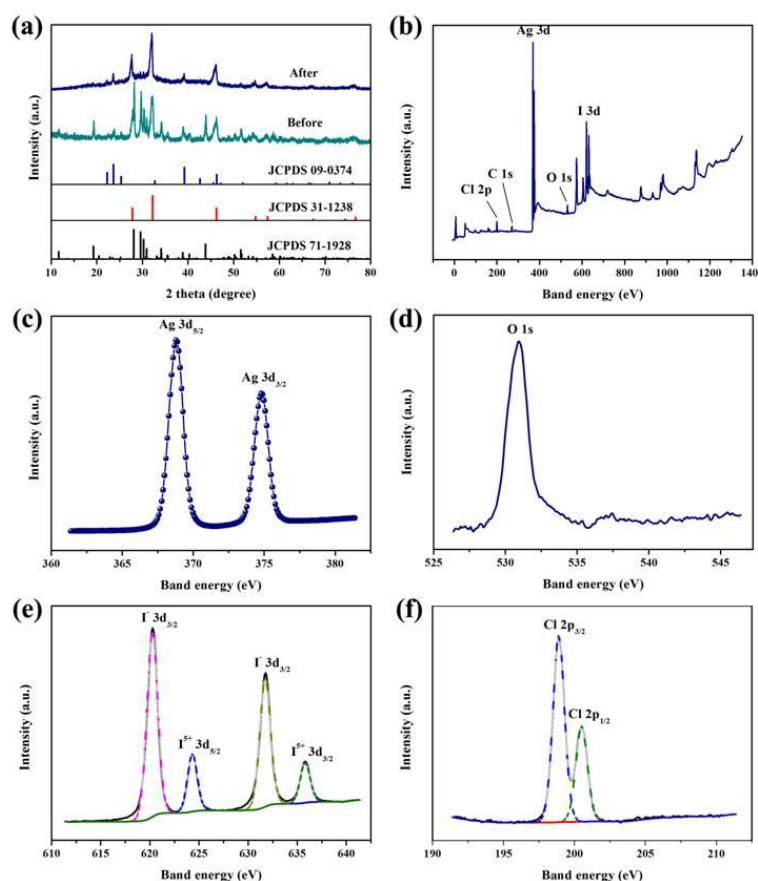 (a)
After
Before
JCPDS 09-0374
JCPDS 31-1238
JCPDS 71-1928
Intensity (a.u.)
10 20 30 40 50 60 70 80
2 theta (degree)
(b)
Ag 3d
I 3d
Cl 2p
C 1s
O 1s
Intensity (a.u.)
0 200 400 600 800 1000 1200 1400
Band energy (eV)
(c)
Ag 3d5/2
Ag 3d3/2
Intensity (a.u.)
360 365 370 375 380
Band energy (eV)
(d)
O 1s
Intensity (a.u.)
525 530 535 540 545
Band energy (eV)
(e)
I- 3d3/2
I- 3d3/2
I5+ 3d5/2
I5+ 3d3/2
Intensity (a.u.)
610 615 620 625 630 635 640
Band energy (eV)
(f)
Cl 2p3/2
Cl 2p1/2
Intensity (a.u.)
190 195 200 205 210
Band energy (eV)